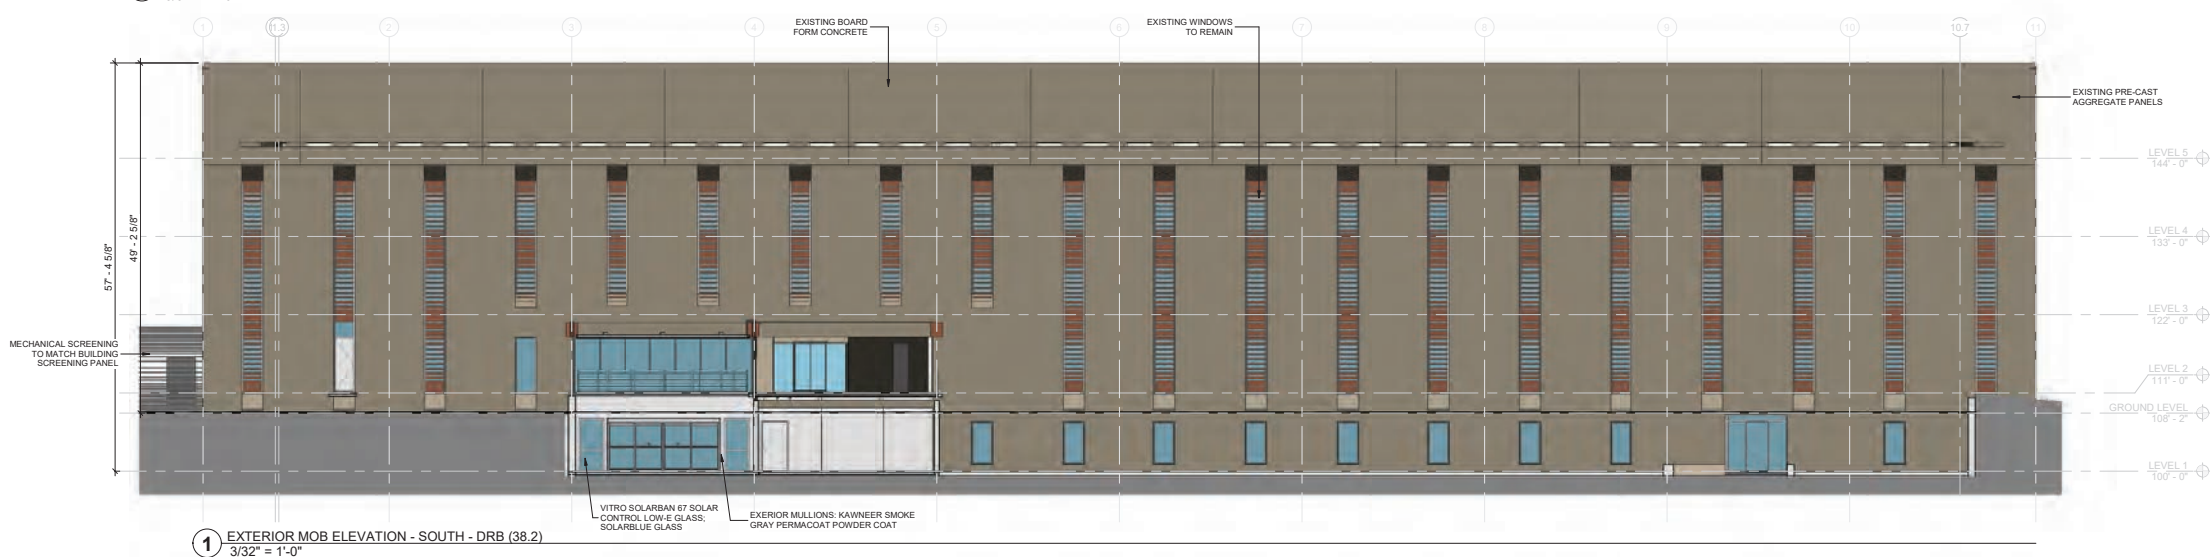 1
11.3
2
3
4
5
6
7
8
9
10
10.7
11
EXISTING BOARD
FORM CONCRETE
EXISTING WINDOWS
TO REMAIN
EXISTING PRE-CAST
AGGREGATE PANELS
57' - 4 5/8"
49' - 2 5/8"
LEVEL 5
144' - 0"
LEVEL 4
133' - 0"
LEVEL 3
122' - 0"
LEVEL 2
111' - 0"
GROUND LEVEL
108' - 2"
LEVEL 1
100' - 0"
MECHANICAL SCREENING
TO MATCH BUILDING
SCREENING PANEL
VITRO SOLARBAN 67 SOLAR
CONTROL LOW-E GLASS;
SOLARBLUE GLASS
EXERIOR MULLIONS: KAWNEER SMOKE
GRAY PERMACOAT POWDER COAT
1
EXTERIOR MOB ELEVATION - SOUTH - DRB (38.2)
3/32" = 1'-0"